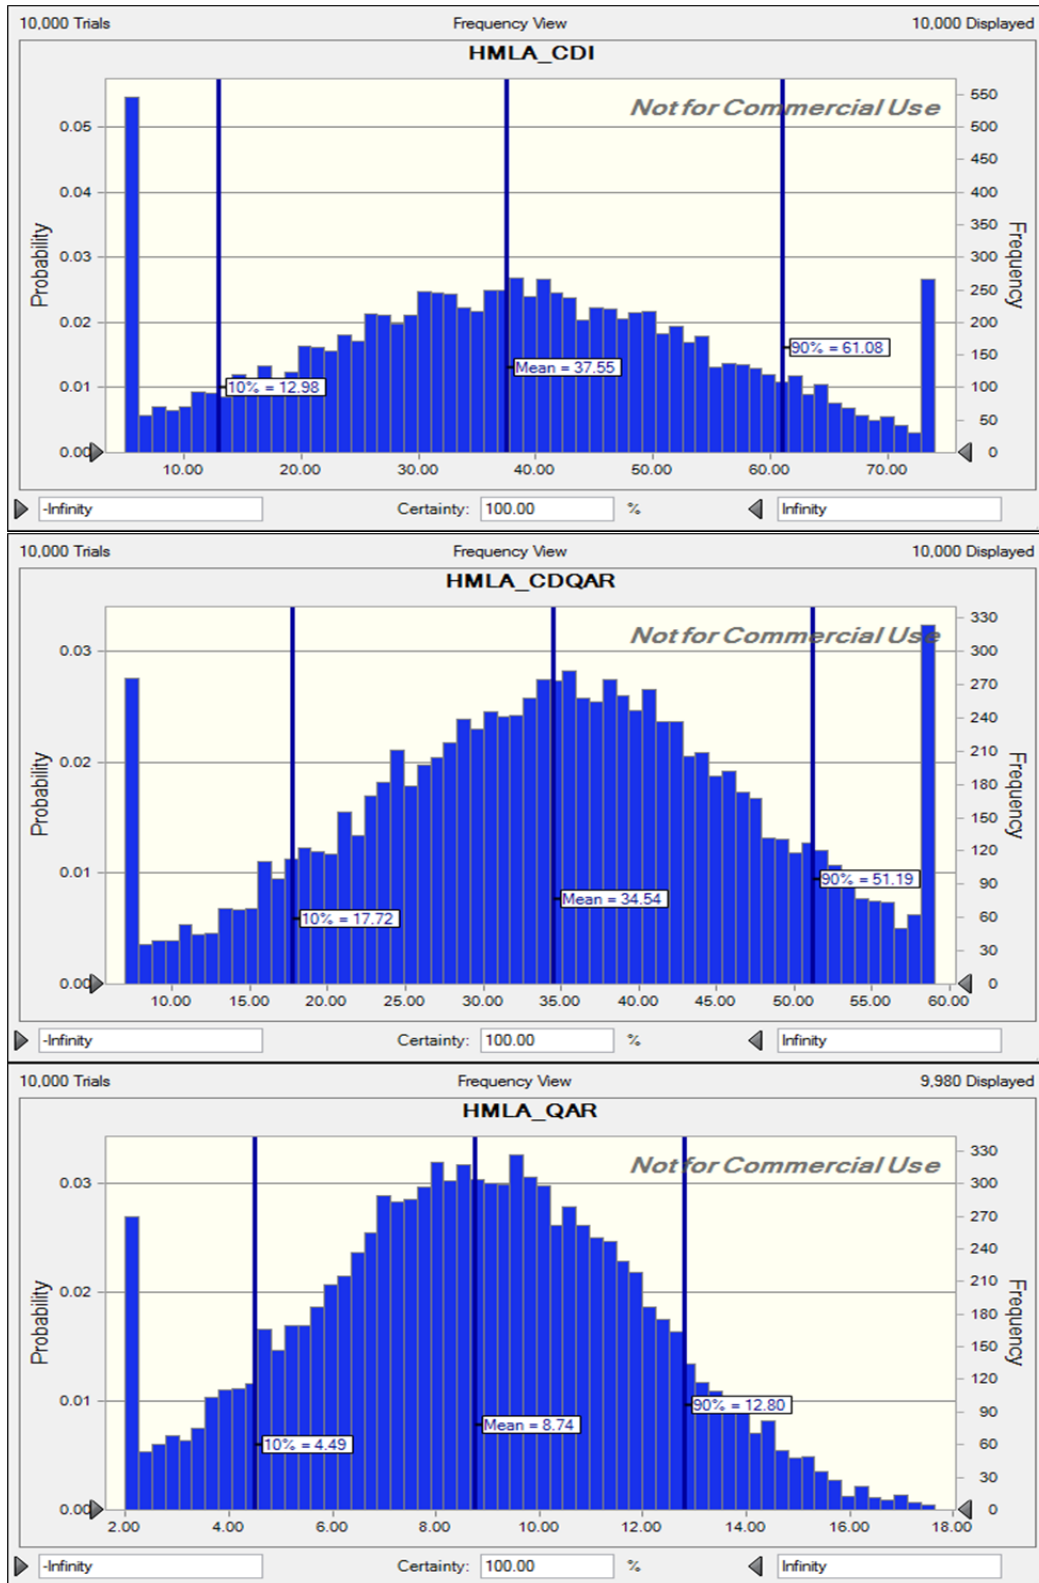 10,000 Trials Frequency View 10,000 Displayed
HMLA_CDI
Not for Commercial Use
Probability
Frequency
0.05
0.04
0.03
0.02
0.01
0.00
550
500
450
400
350
300
250
200
150
100
50
0
90% = 61.08
Mean = 37.55
10% = 12.98
10.00 20.00 30.00 40.00 50.00 60.00 70.00
-Infinity Certainty: 100.00 % Infinity
10,000 Trials Frequency View 10,000 Displayed
HMLA_CDQAR
Not for Commercial Use
Probability
Frequency
0.03
0.02
0.01
0.00
330
300
270
240
210
180
150
120
90
60
30
0
90% = 51.19
Mean = 34.54
10% = 17.72
10.00 15.00 20.00 25.00 30.00 35.00 40.00 45.00 50.00 55.00 60.00
-Infinity Certainty: 100.00 % Infinity
10,000 Trials Frequency View 9,980 Displayed
HMLA_QAR
Not for Commercial Use
Probability
Frequency
0.03
0.02
0.01
0.00
330
300
270
240
210
180
150
120
90
60
30
0
90% = 12.80
Mean = 8.74
10% = 4.49
2.00 4.00 6.00 8.00 10.00 12.00 14.00 16.00 18.00
-Infinity Certainty: 100.00 % Infinity